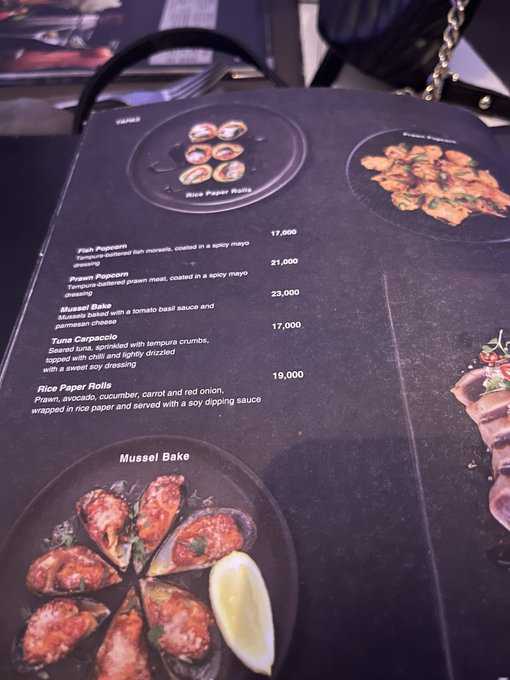 TAPAS
Rice Paper Rolls
Prawn Popcorn
Fish Popcorn 17,000
Tempura-battered fish morsels, coated in a spicy mayo
dressing
Prawn Popcorn 21,000
Tempura-battered prawn meat, coated in a spicy mayo
dressing
Mussel Bake 23,000
Mussels baked with a tomato basil sauce and
parmesan cheese
Tuna Carpaccio 17,000
Seared tuna, sprinkled with tempura crumbs,
topped with chilli and lightly drizzled
with a sweet soy dressing
Rice Paper Rolls 19,000
Prawn, avocado, cucumber, carrot and red onion,
wrapped in rice paper and served with a soy dipping sauce
Mussel Bake